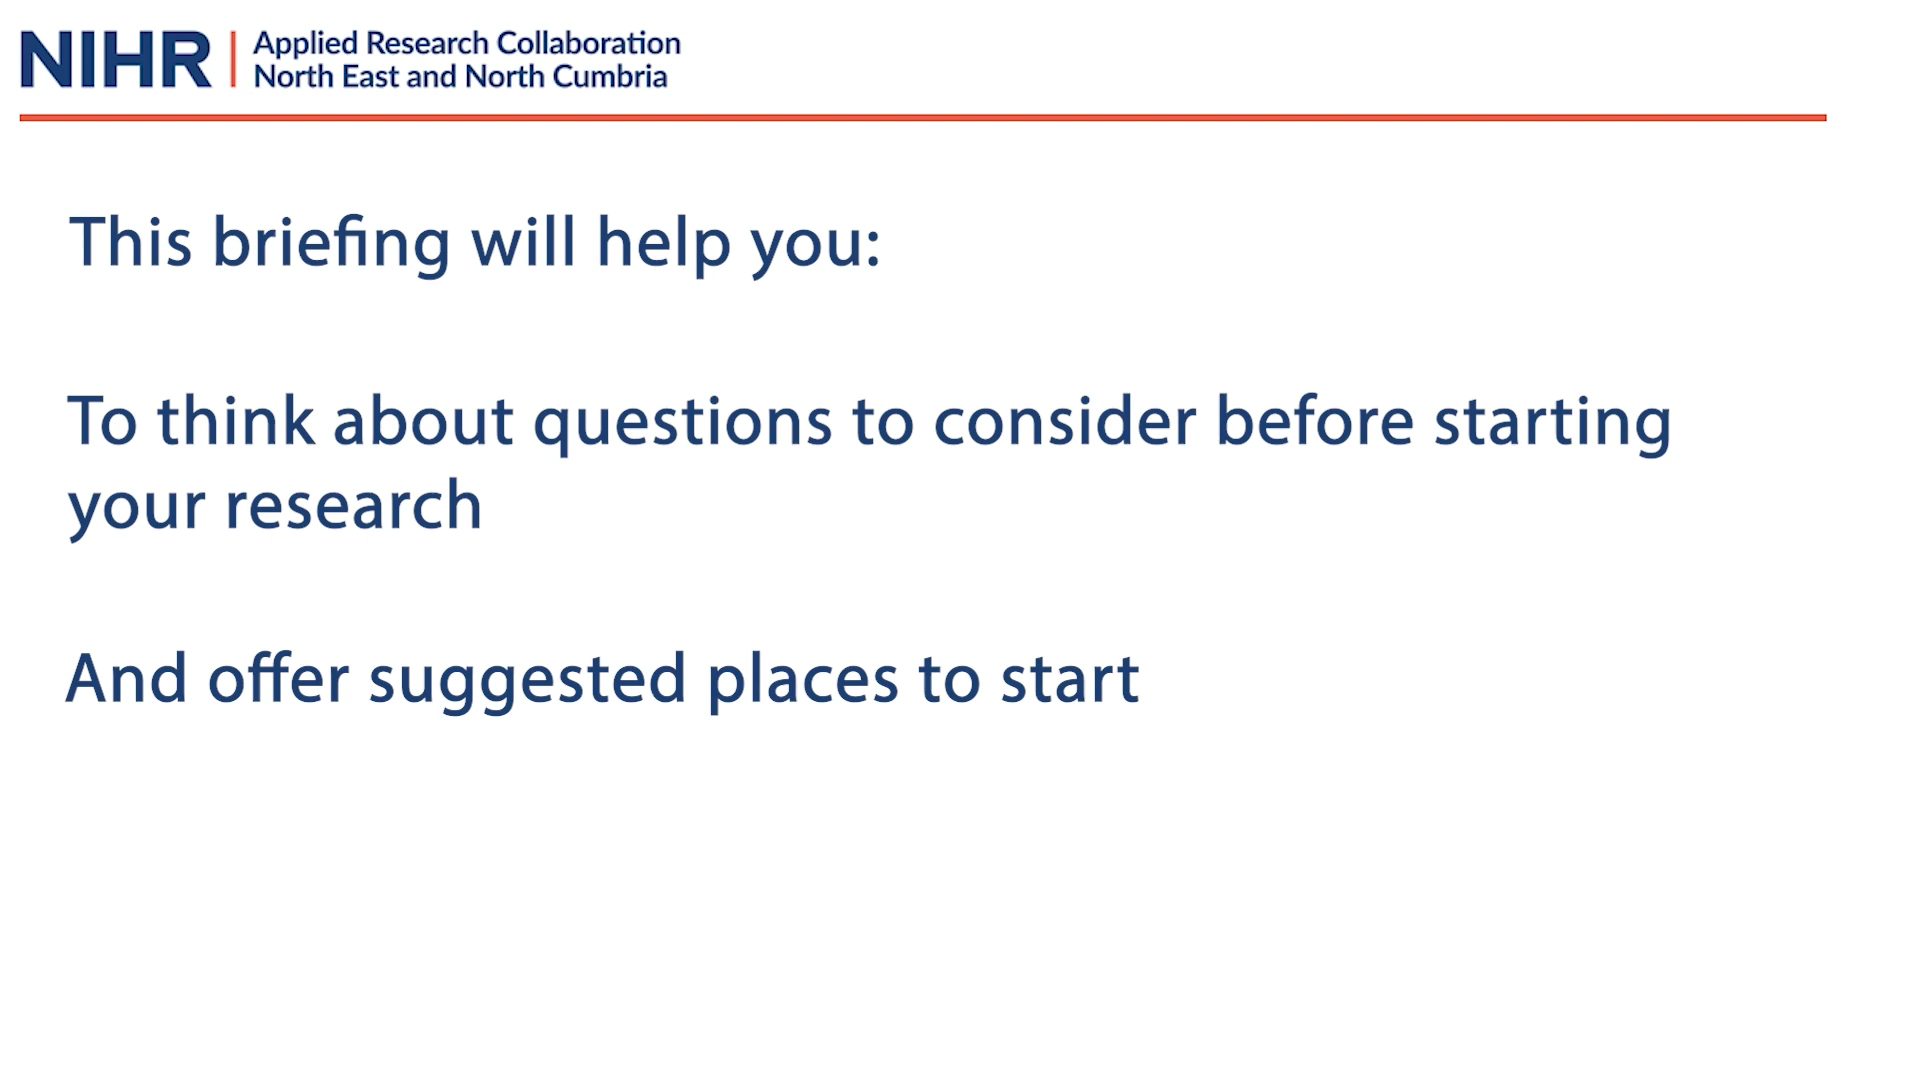 NIHR
Applied Research Collaboration
North East and North Cumbria
This briefing will help you:
To think about questions to consider before starting
your research
And offer suggested places to start